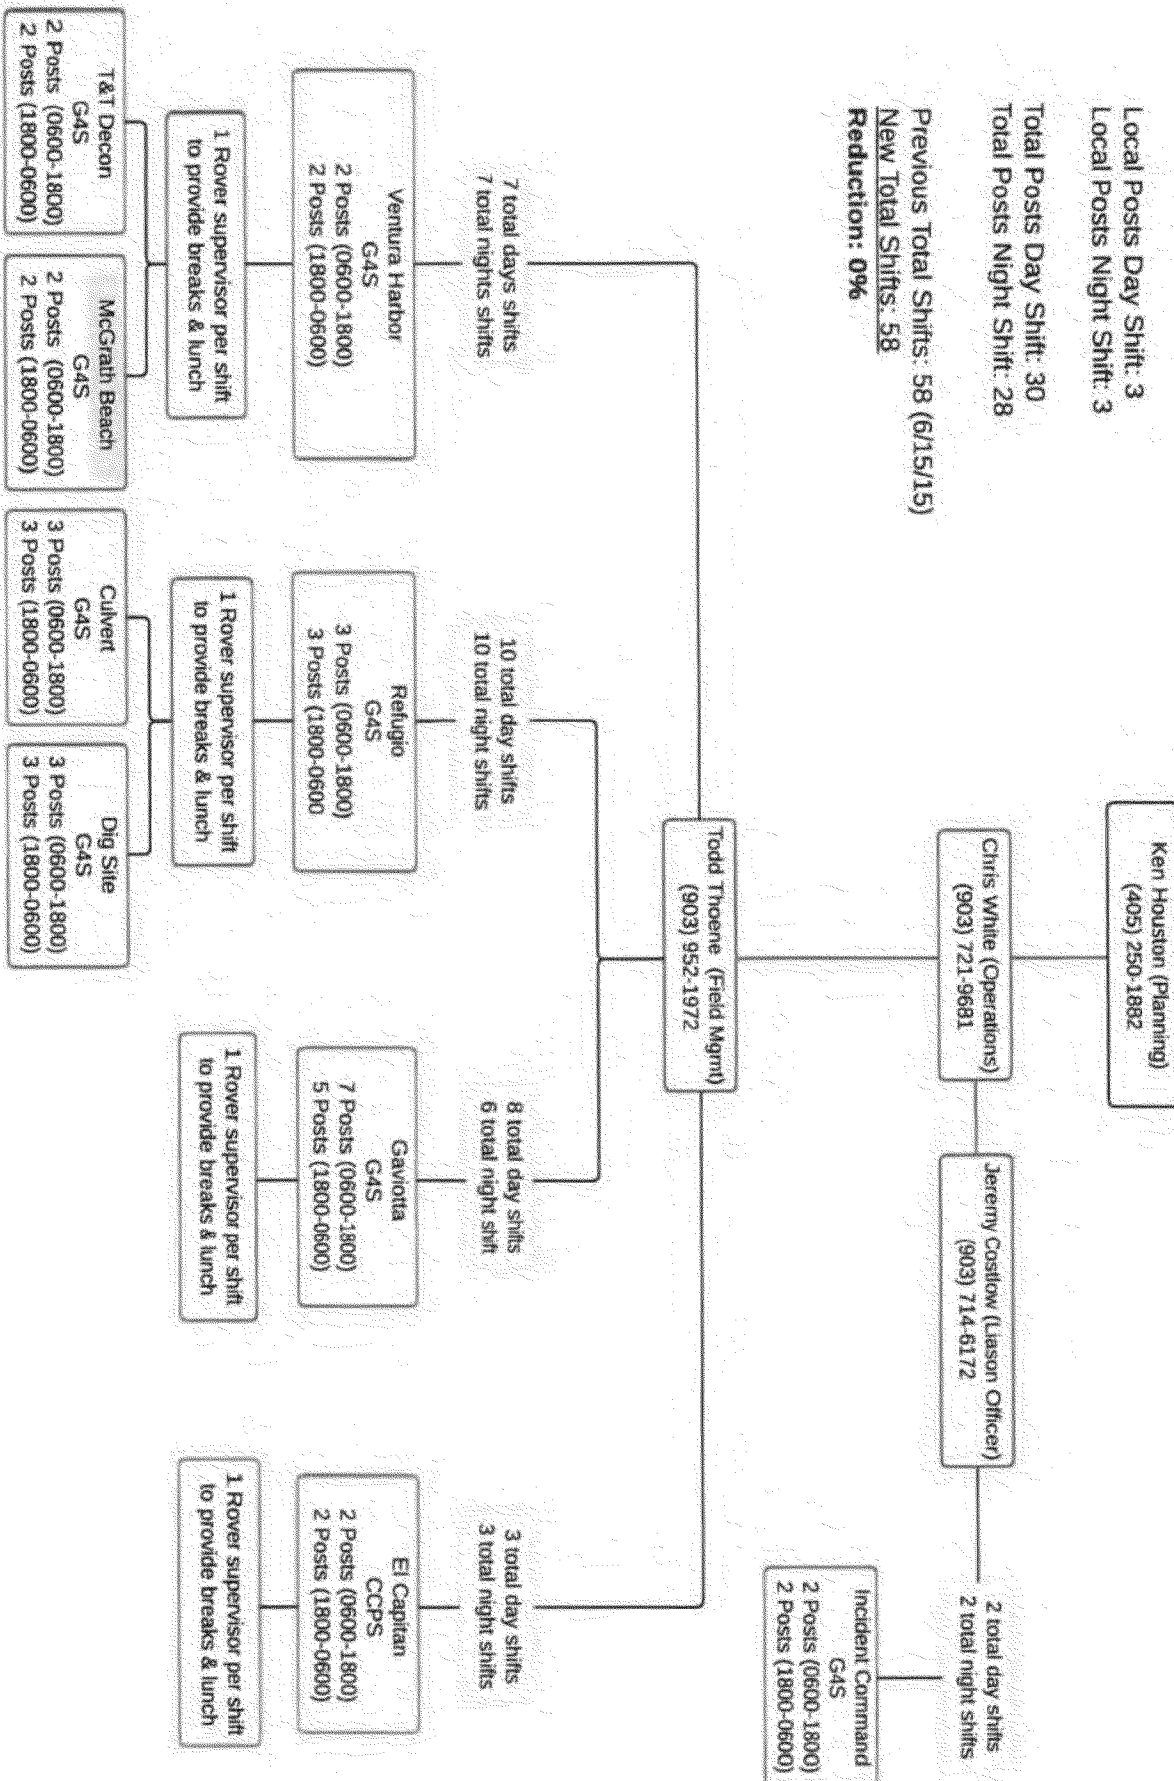 Local Posts Day Shift: 3
Local Posts Night Shift: 3
Total Posts Day Shift: 30
Total Posts Night Shift: 28
Previous Total Shifts: 58 (6/15/15)
New Total Shifts: 58
Reduction: 0%
Ken Houston (Planning)
(405) 250-1882
Chris White (Operations)
(903) 721-9681
Jeremy Costlow (Liason Officer)
(903) 714-6172
2 total day shifts
2 total night shifts
Incident Command
G4S
2 Posts (0600-1800)
2 Posts (1800-0600)
Todd Thoene (Field Mgmt)
(903) 952-1972
7 total days shifts
7 total nights shifts
Ventura Harbor
G4S
2 Posts (0600-1800)
2 Posts (1800-0600)
1 Rover supervisor per shift
to provide breaks & lunch
T&T Decon
G4S
2 Posts (0600-1800)
2 Posts (1800-0600)
McGrath Beach
G4S
2 Posts (0600-1800)
2 Posts (1800-0600)
10 total day shifts
10 total night shifts
Refugio
G4S
3 Posts (0600-1800)
3 Posts (1800-0600
1 Rover supervisor per shift
to provide breaks & lunch
Culvert
G4S
3 Posts (0600-1800)
3 Posts (1800-0600)
Dig Site
G4S
3 Posts (0600-1800)
3 Posts (1800-0600)
8 total day shifts
6 total night shift
Gaviotta
G4S
7 Posts (0600-1800)
5 Posts (1800-0600)
1 Rover supervisor per shift
to provide breaks & lunch
3 total day shifts
3 total night shifts
El Capitan
CCPS
2 Posts (0600-1800)
2 Posts (1800-0600)
1 Rover supervisor per shift
to provide breaks & lunch